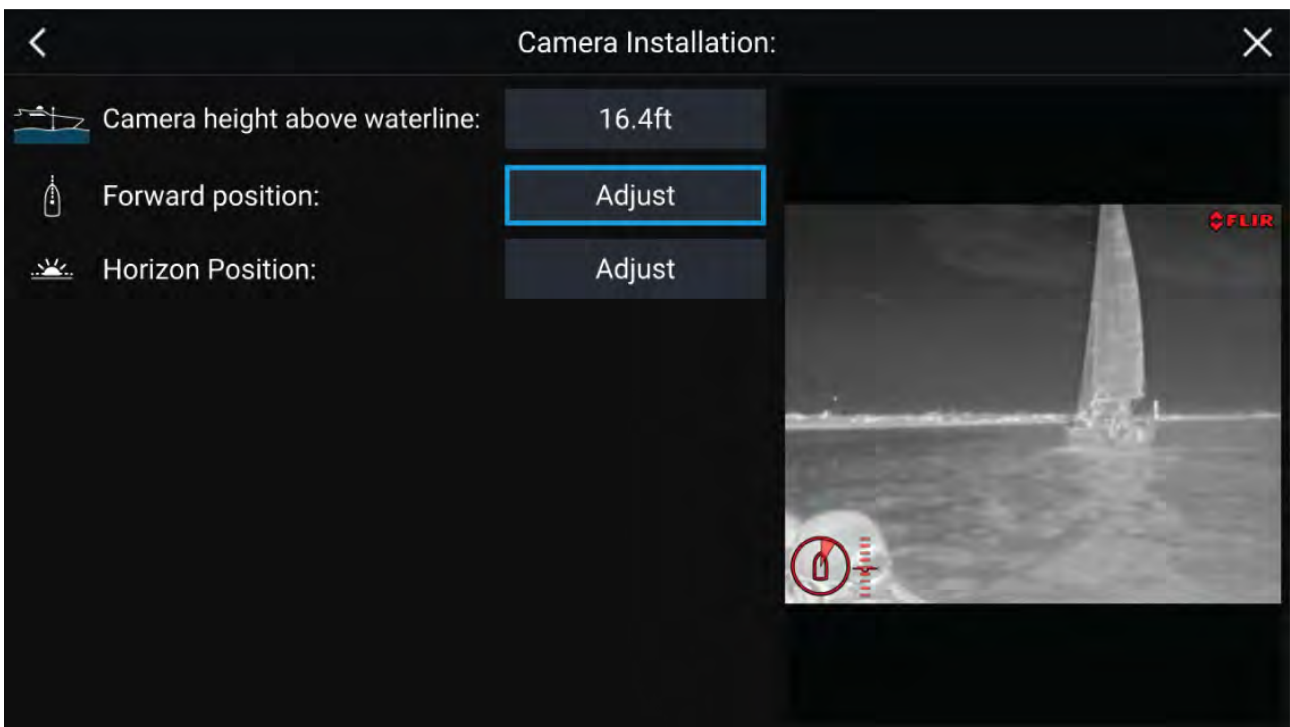 Camera Installation:
Camera height above waterline:
16.4ft
Forward position:
Adjust
Horizon Position:
Adjust
FLIR